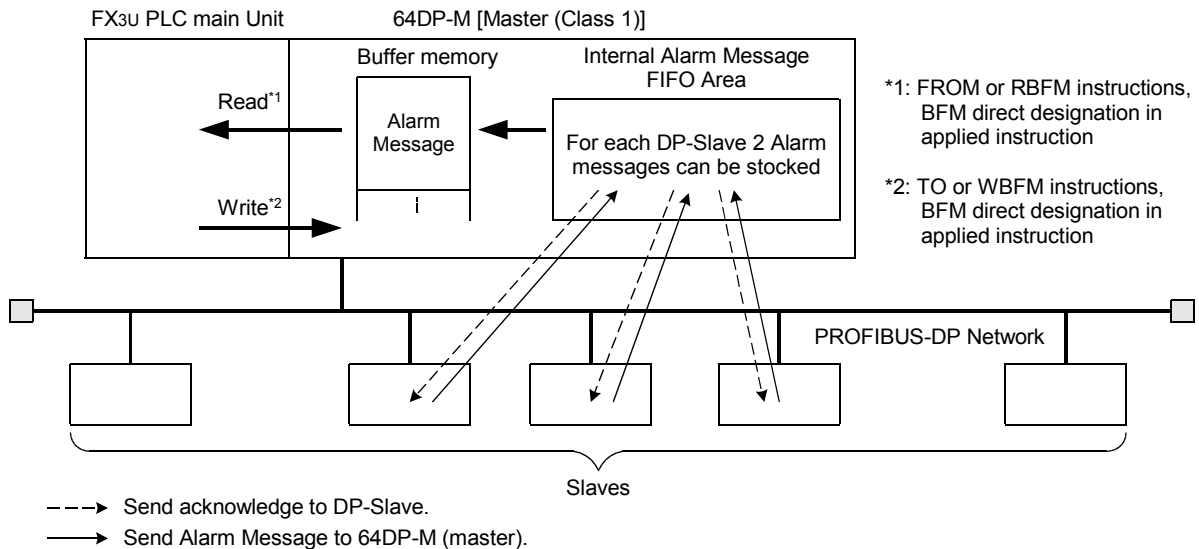 FX3U PLC main Unit
64DP-M [Master (Class 1)]
Buffer memory
Internal Alarm Message
FIFO Area
Read*1
Alarm
Message
For each DP-Slave 2 Alarm
messages can be stocked
Write*2
*1: FROM or RBFM instructions,
BFM direct designation in
applied instruction
*2: TO or WBFM instructions,
BFM direct designation in
applied instruction
PROFIBUS-DP Network
Slaves
Send acknowledge to DP-Slave.
Send Alarm Message to 64DP-M (master).